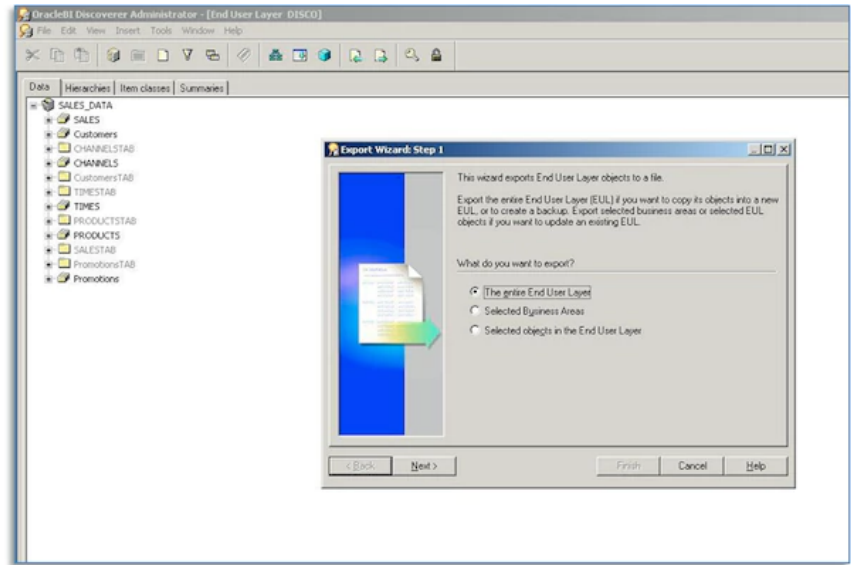 OracleBI Discoverer Administrator - [End User Layer DISCO]
File Edit View Insert Tools Window Help
Data Hierarchies Item classes Summaries
SALES_DATA
SALES
Customers
CHANNELSTAB
CHANNELS
CustomersTAB
TIMESTAB
TIMES
PRODUCTSTAB
PRODUCTS
SALESTAB
PromotionsTAB
Promotions
Export Wizard: Step 1
This wizard exports End User Layer objects to a file.
Export the entire End User Layer (EUL) if you want to copy its objects into a new
EUL, or to create a backup. Export selected business areas or selected EUL
objects if you want to update an existing EUL.
What do you want to export?
The entire End User Layer
Selected Business Areas
Selected objects in the End User Layer
< Back Next > Finish Cancel Help